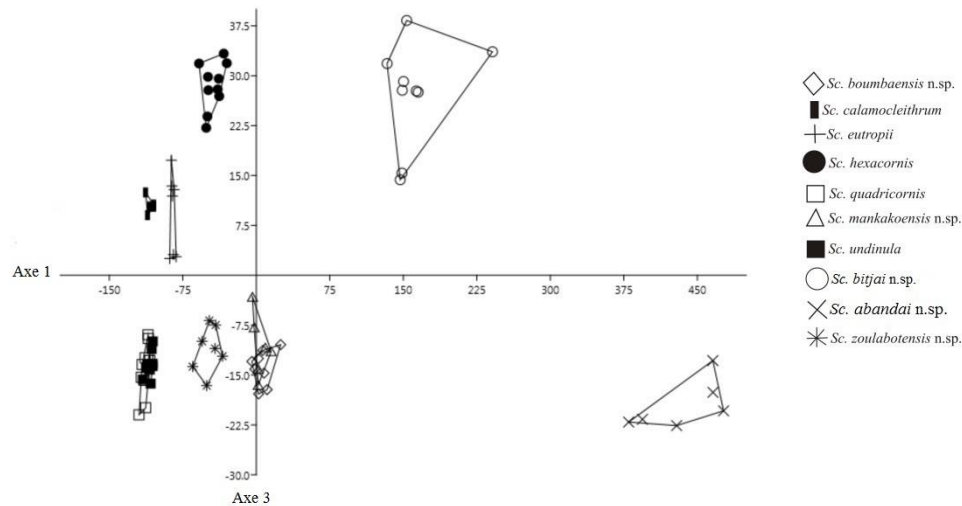 37.5
30.0
22.5
15.0
7.5
Axe 1
-150 -75 75 150 225 300 375 450
-7.5
-15.0
-22.5
-30.0
Axe 3
Sc. boumbaensis n.sp.
Sc. calamocleithrum
Sc. eutropii
Sc. hexacornis
Sc. quadricornis
Sc. mankakoensis n.sp.
Sc. undinula
Sc. bitjai n.sp.
Sc. abandai n.sp.
Sc. zoulabotensis n.sp.